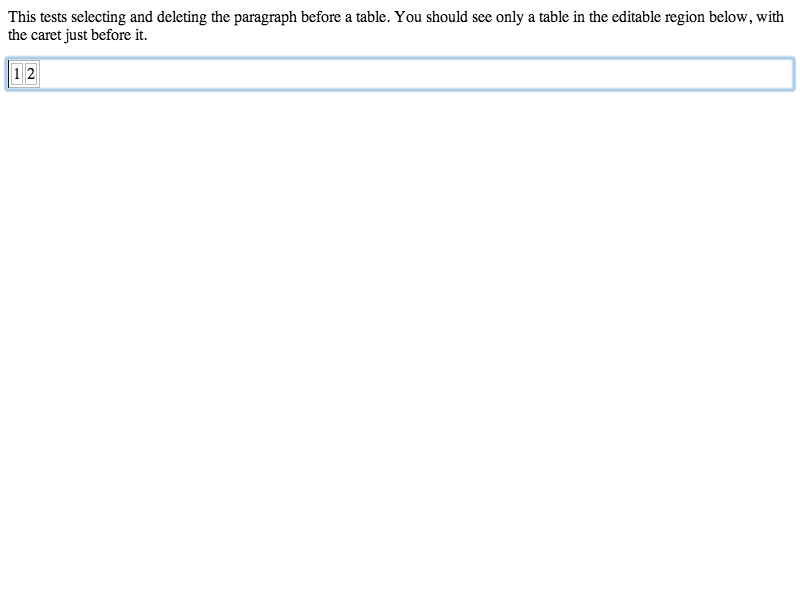 This tests selecting and deleting the paragraph before a table. You should see only a table in the editable region below, with
the caret just before it.
1 2